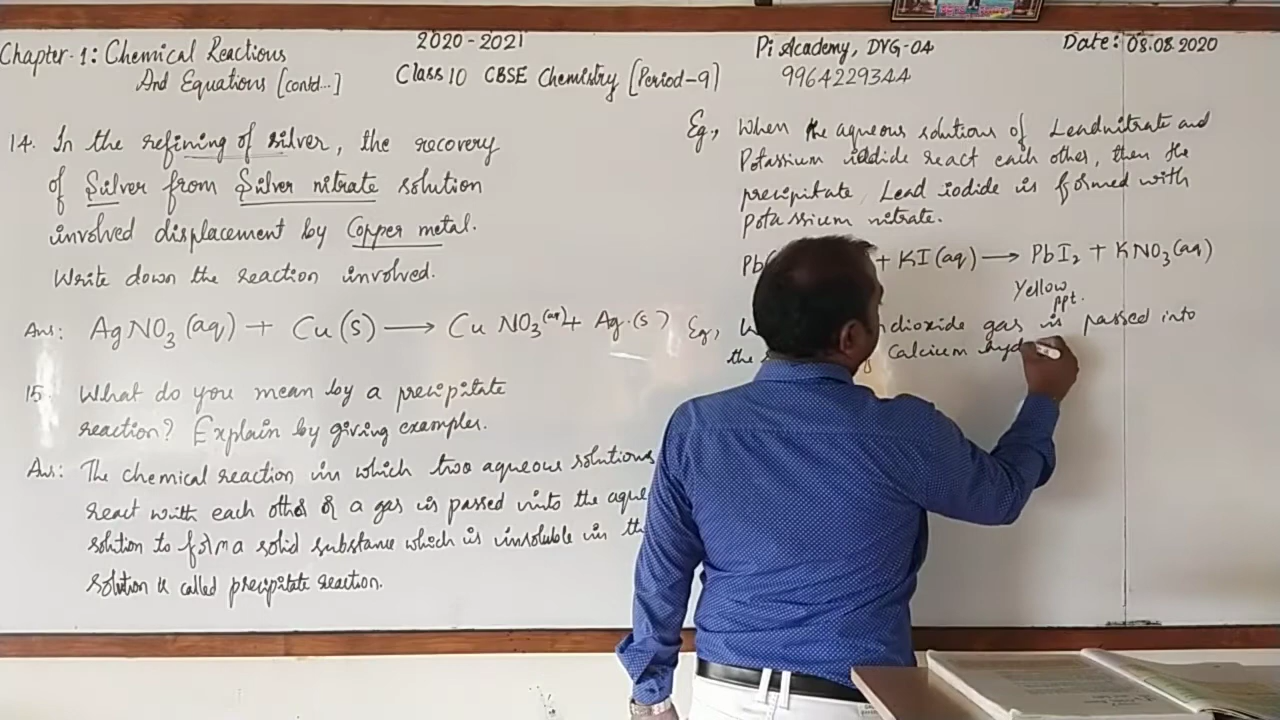 Chapter-1: Chemical Reactions
And Equations [contd...]
2020-2021
Class 10 CBSE Chemistry [Period-9]
Pi Academy, DVG-04
9964229344
Date: 08.08.2020
14. In the refining of silver, the recovery
of Silver from Silver nitrate solution
involved displacement by Copper metal.
Write down the reaction involved.
Ans: AgNO₃ (aq) + Cu (s) → Cu NO₃ (aq) + Ag.(s)
15. What do you mean by a precipitate
reaction? Explain by giving examples.
Ans: The chemical reaction in which two aqueous solutions
react with each other or a gas is passed into the aque
solution to form a solid substance which is insoluble in th
solution is called precipitate reaction.
Eg., When the aqueous solutions of Leadnitrate and
Potassium iodide react each other, then the
precipitate, Lead iodide is formed with
potassium nitrate.
Pb( + KI (aq) → PbI₂ + KNO₃ (aq)
Yellow
ppt.
Eg., dioxide gas is passed into
the Calcium hyd